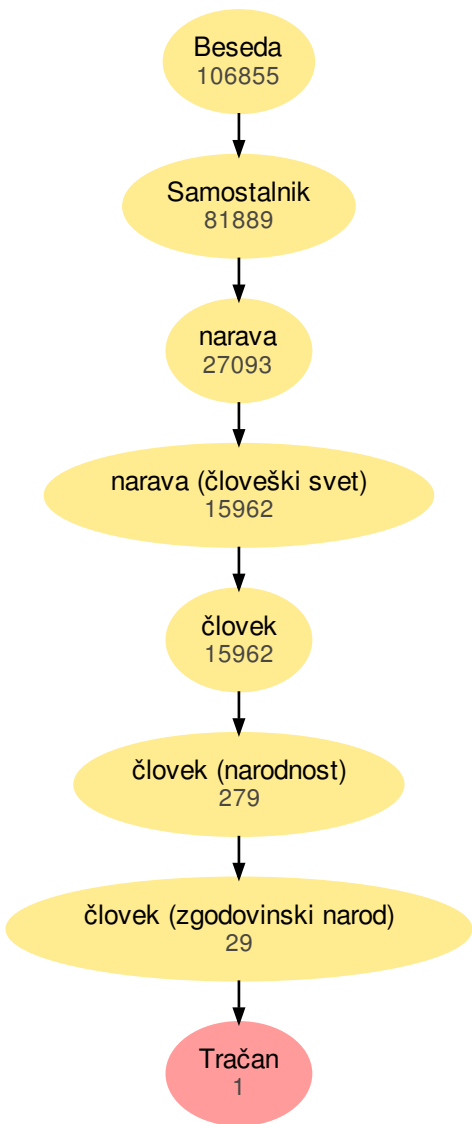 Beseda
106855
Samostalnik
81889
narava
27093
narava (človeški svet)
15962
človek
15962
človek (narodnost)
279
človek (zgodovinski narod)
29
Tračan
1